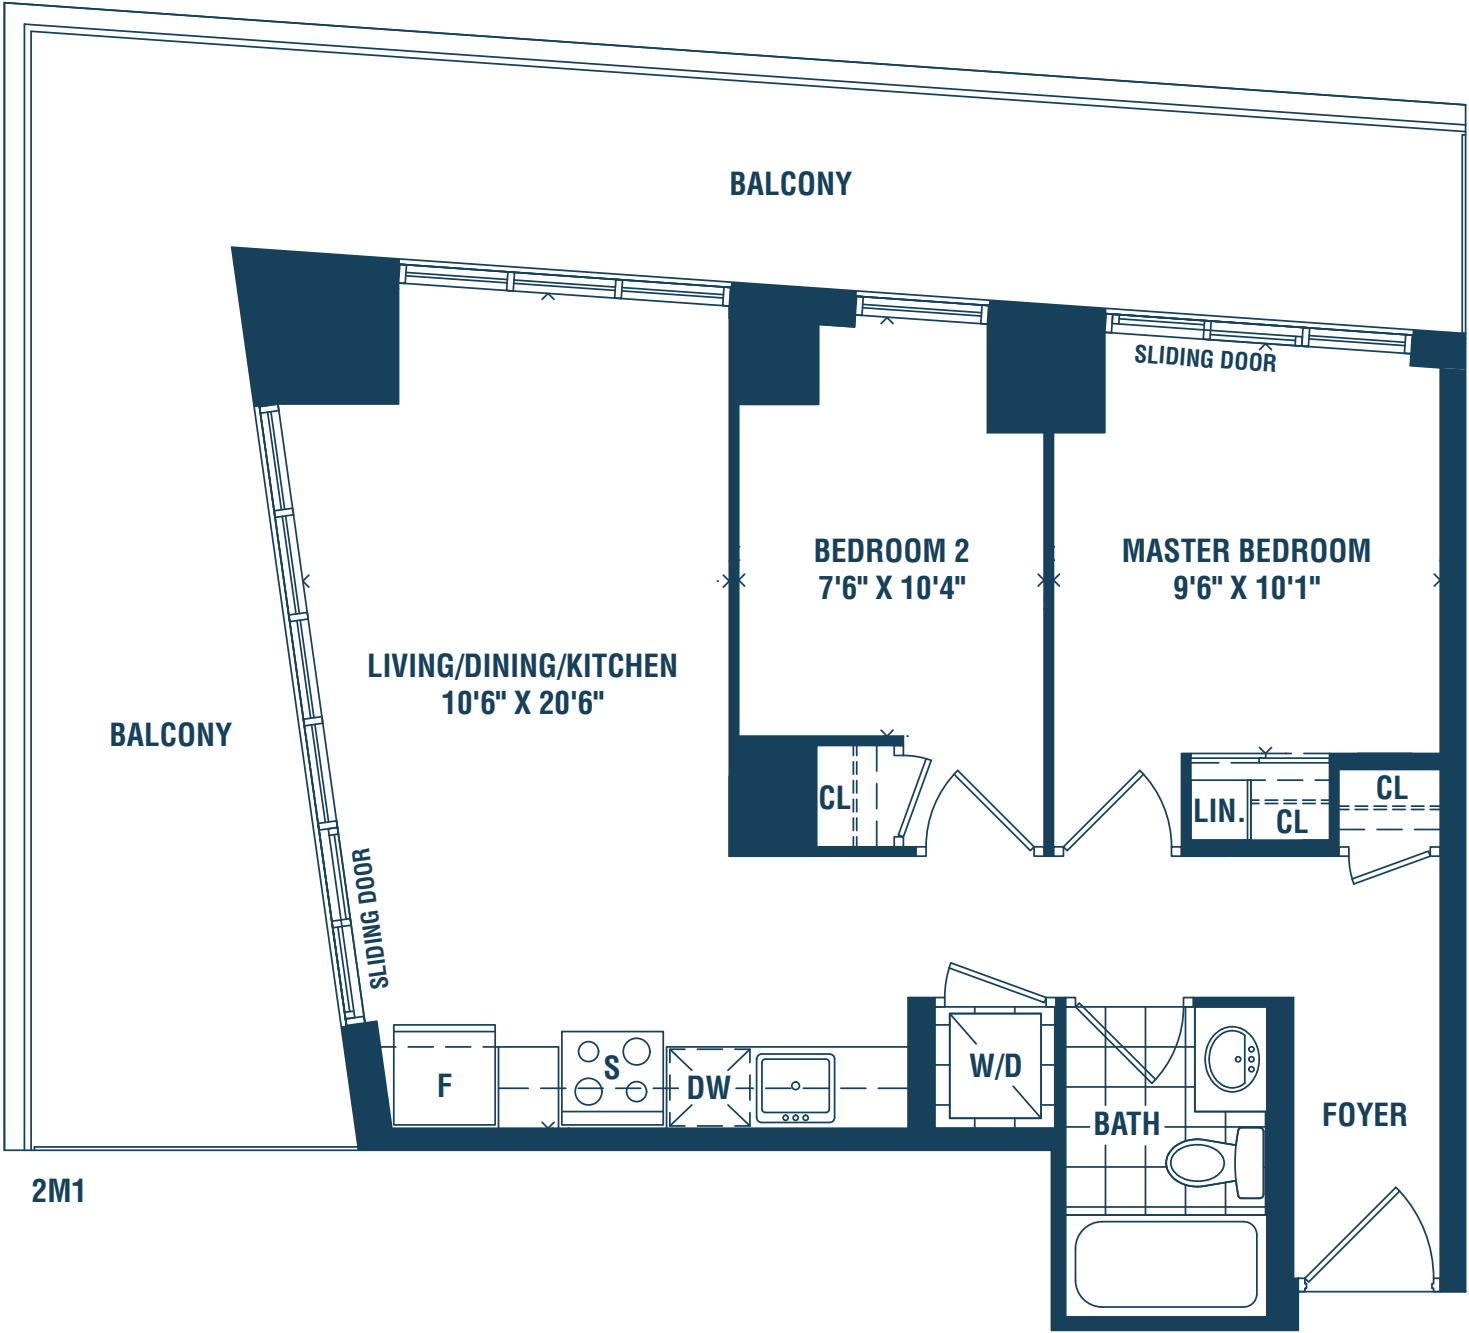 BALCONY
SLIDING DOOR
BEDROOM 2
7'6" X 10'4"
MASTER BEDROOM
9'6" X 10'1"
LIVING/DINING/KITCHEN
10'6" X 20'6"
BALCONY
CL
LIN.
CL
CL
SLIDING DOOR
F
S
DW
W/D
BATH
FOYER
2M1